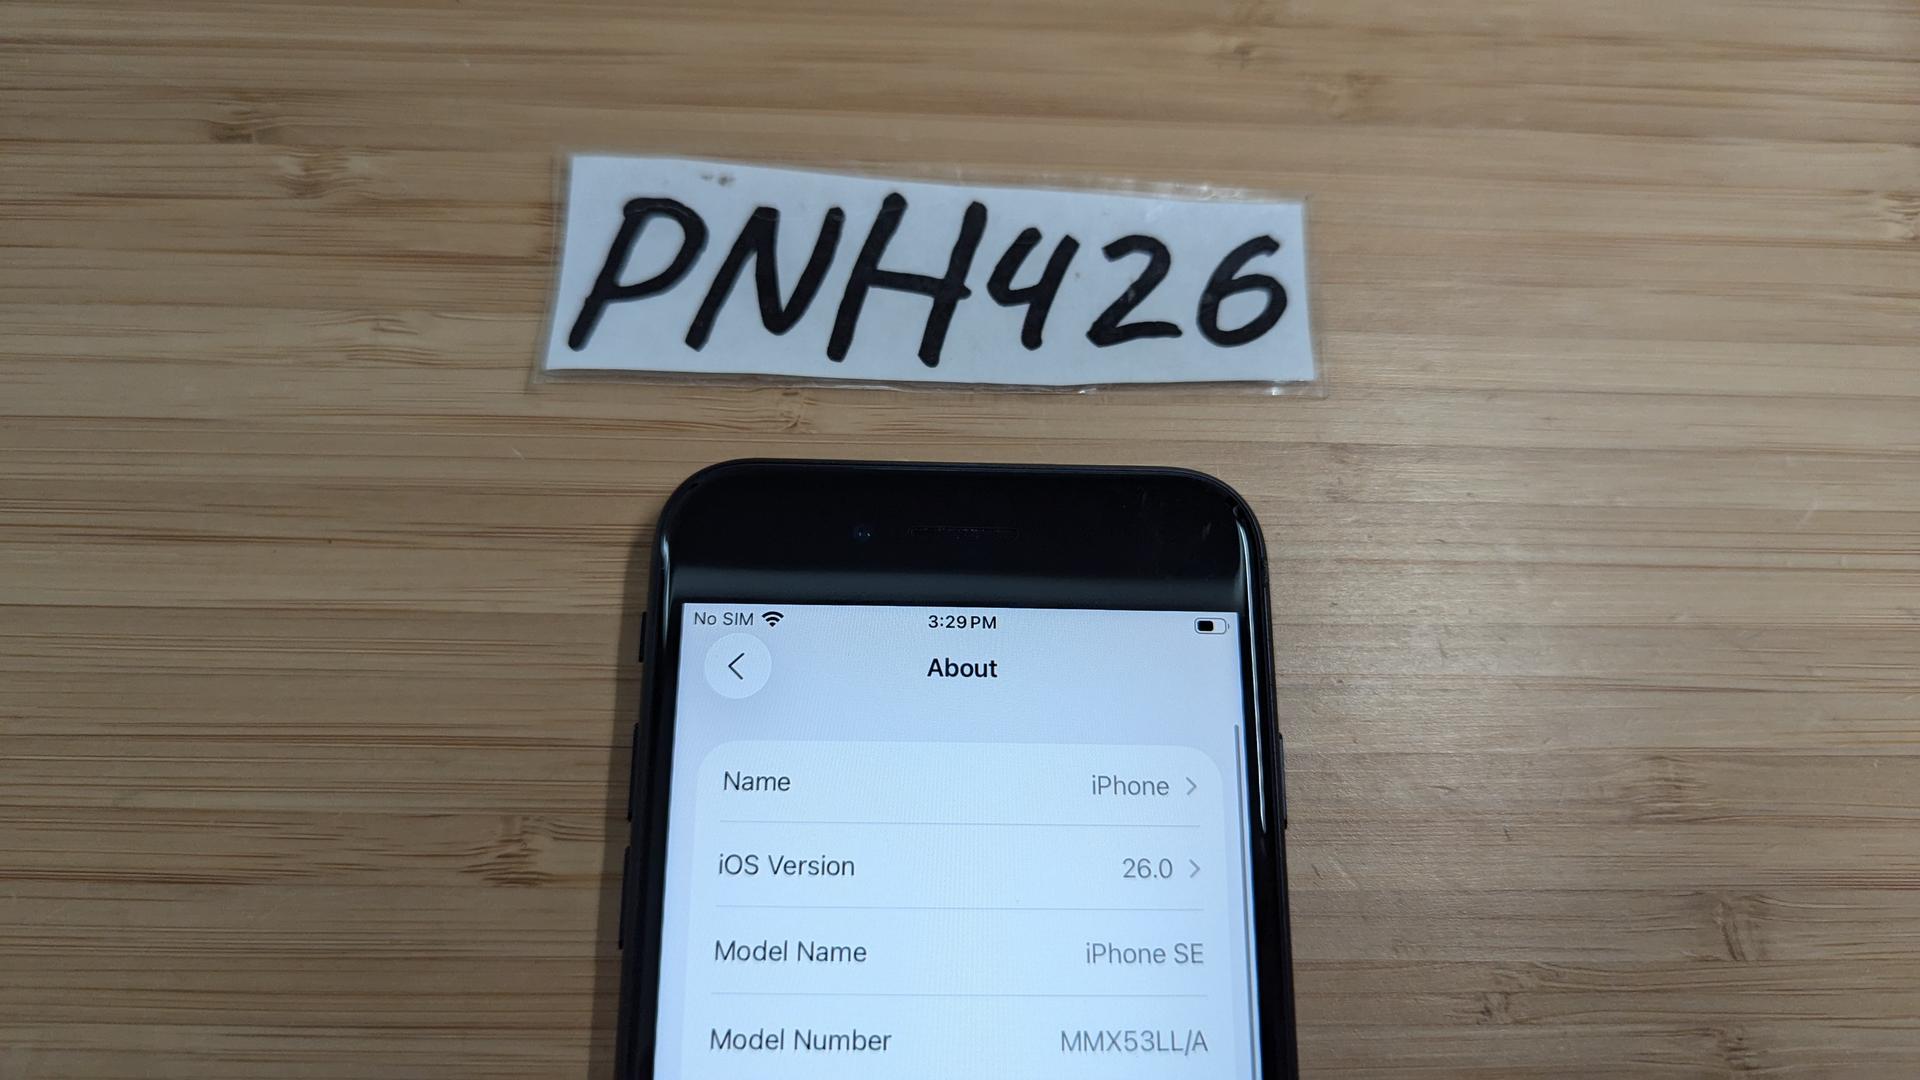 PNH426
No SIM 3:29 PM
About
Name iPhone
iOS Version 26.0
Model Name iPhone SE
Model Number MMX53LL/A